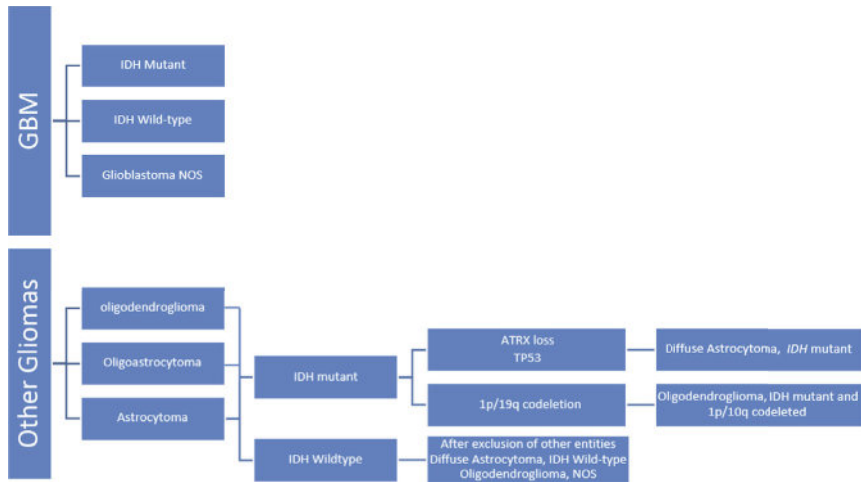 GBM
IDH Mutant
IDH Wild-type
Glioblastoma NOS
Other Gliomas
oligodendroglioma
Oligoastrocytoma
Astrocytoma
IDH mutant
IDH Wildtype
ATRX loss
TP53
1p/19q codeletion
After exclusion of other entities
Diffuse Astrocytoma, IDH Wild-type
Oligodendroglioma, NOS
Diffuse Astrocytoma, IDH mutant
Oligodendroglioma, IDH mutant and
1p/10q codeleted